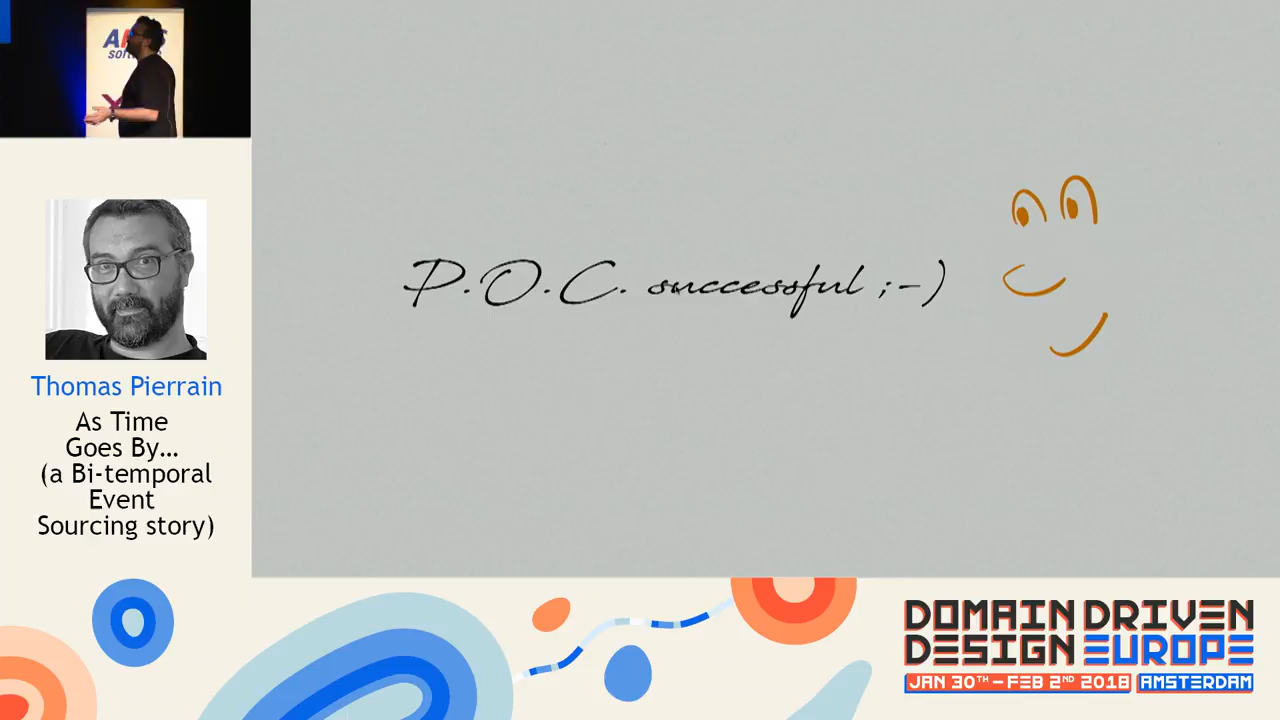 P.O.C. successful ;-)
Thomas Pierrain
As Time
Goes By...
(a Bi-temporal
Event
Sourcing story)
DOMAIN DRIVEN
DESIGN EUROPE
JAN 30TH - FEB 2ND 2018 AMSTERDAM